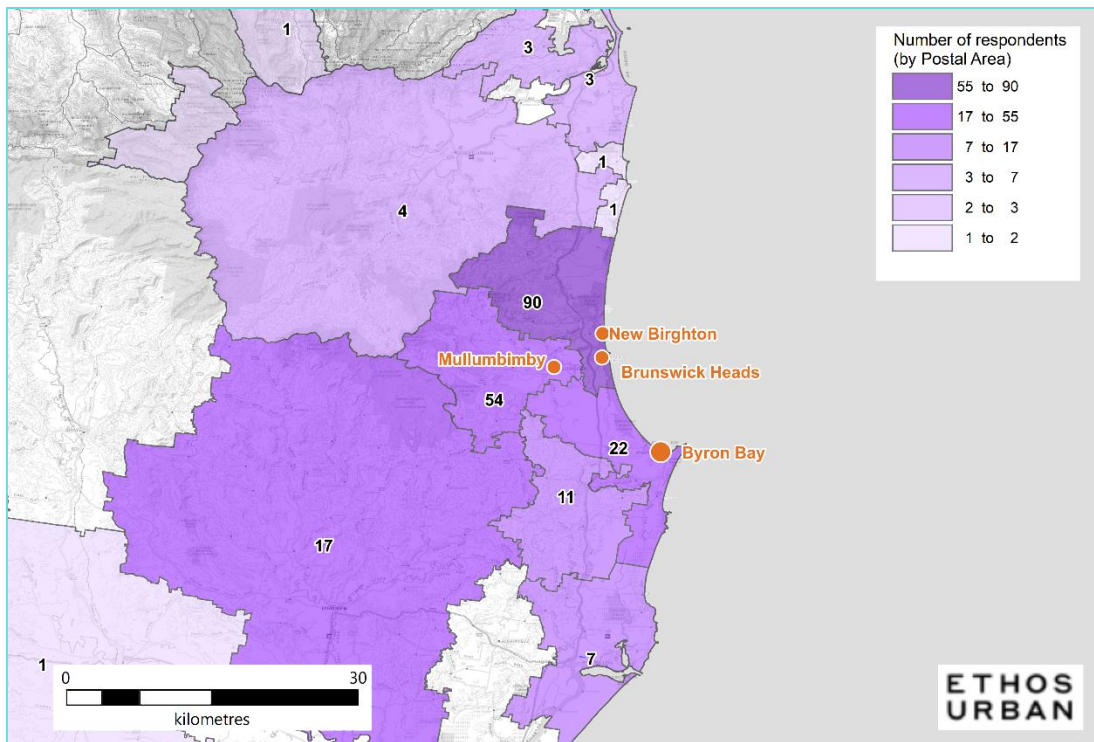 Number of respondents
(by Postal Area)
55 to 90
17 to 55
7 to 17
3 to 7
2 to 3
1 to 2
1
3
3
1
1
4
90
New Birghton
Mullumbimby
Brunswick Heads
54
22
Byron Bay
11
17
7
1
0
30
kilometres
ETHOS
URBAN